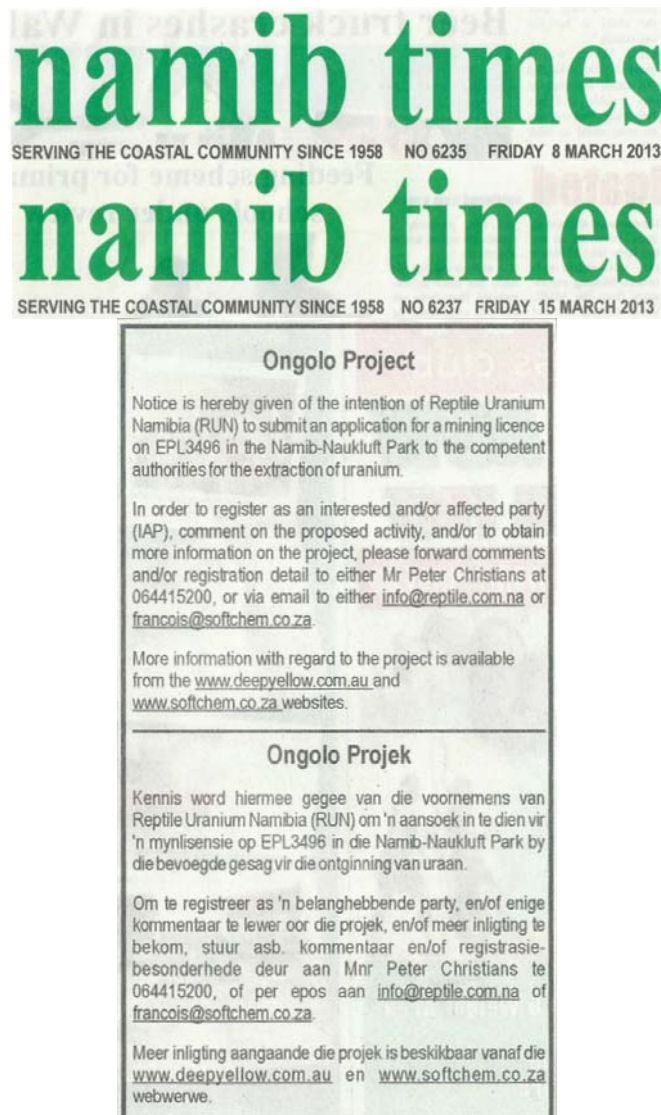 namib times
SERVING THE COASTAL COMMUNITY SINCE 1958 NO 6235 FRIDAY 8 MARCH 2013
namib times
SERVING THE COASTAL COMMUNITY SINCE 1958 NO 6237 FRIDAY 15 MARCH 2013
Ongolo Project
Notice is hereby given of the intention of Reptile Uranium
Namibia (RUN) to submit an application for a mining licence
on EPL3496 in the Namib-Naukluft Park to the competent
authorities for the extraction of uranium.
In order to register as an interested and/or affected party
(IAP), comment on the proposed activity, and/or to obtain
more information on the project, please forward comments
and/or registration detail to either Mr Peter Christians at
064415200, or via email to either info@reptile.com.na or
francois@softchem.co.za.
More information with regard to the project is available
from the www.deepyellow.com.au and
www.softchem.co.za websites.
Ongolo Projek
Kennis word hiermee gegee van die voornemens van
Reptile Uranium Namibia (RUN) om 'n aansoek in te dien vir
'n mynlisensie op EPL3496 in die Namib-Naukluft Park by
die bevoegde gesag vir die ontginning van uraan.
Om te registreer as 'n belanghebbende party, en/of enige
kommentaar te lewer oor die projek, en/of meer inligting te
bekom, stuur asb. kommentaar en/of registrasie-
besonderhede deur aan Mnr Peter Christians te
064415200, of per epos aan info@reptile.com.na of
francois@softchem.co.za.
Meer inligting aangaande die projek is beskikbaar vanaf die
www.deepyellow.com.au en www.softchem.co.za
webwerwe.